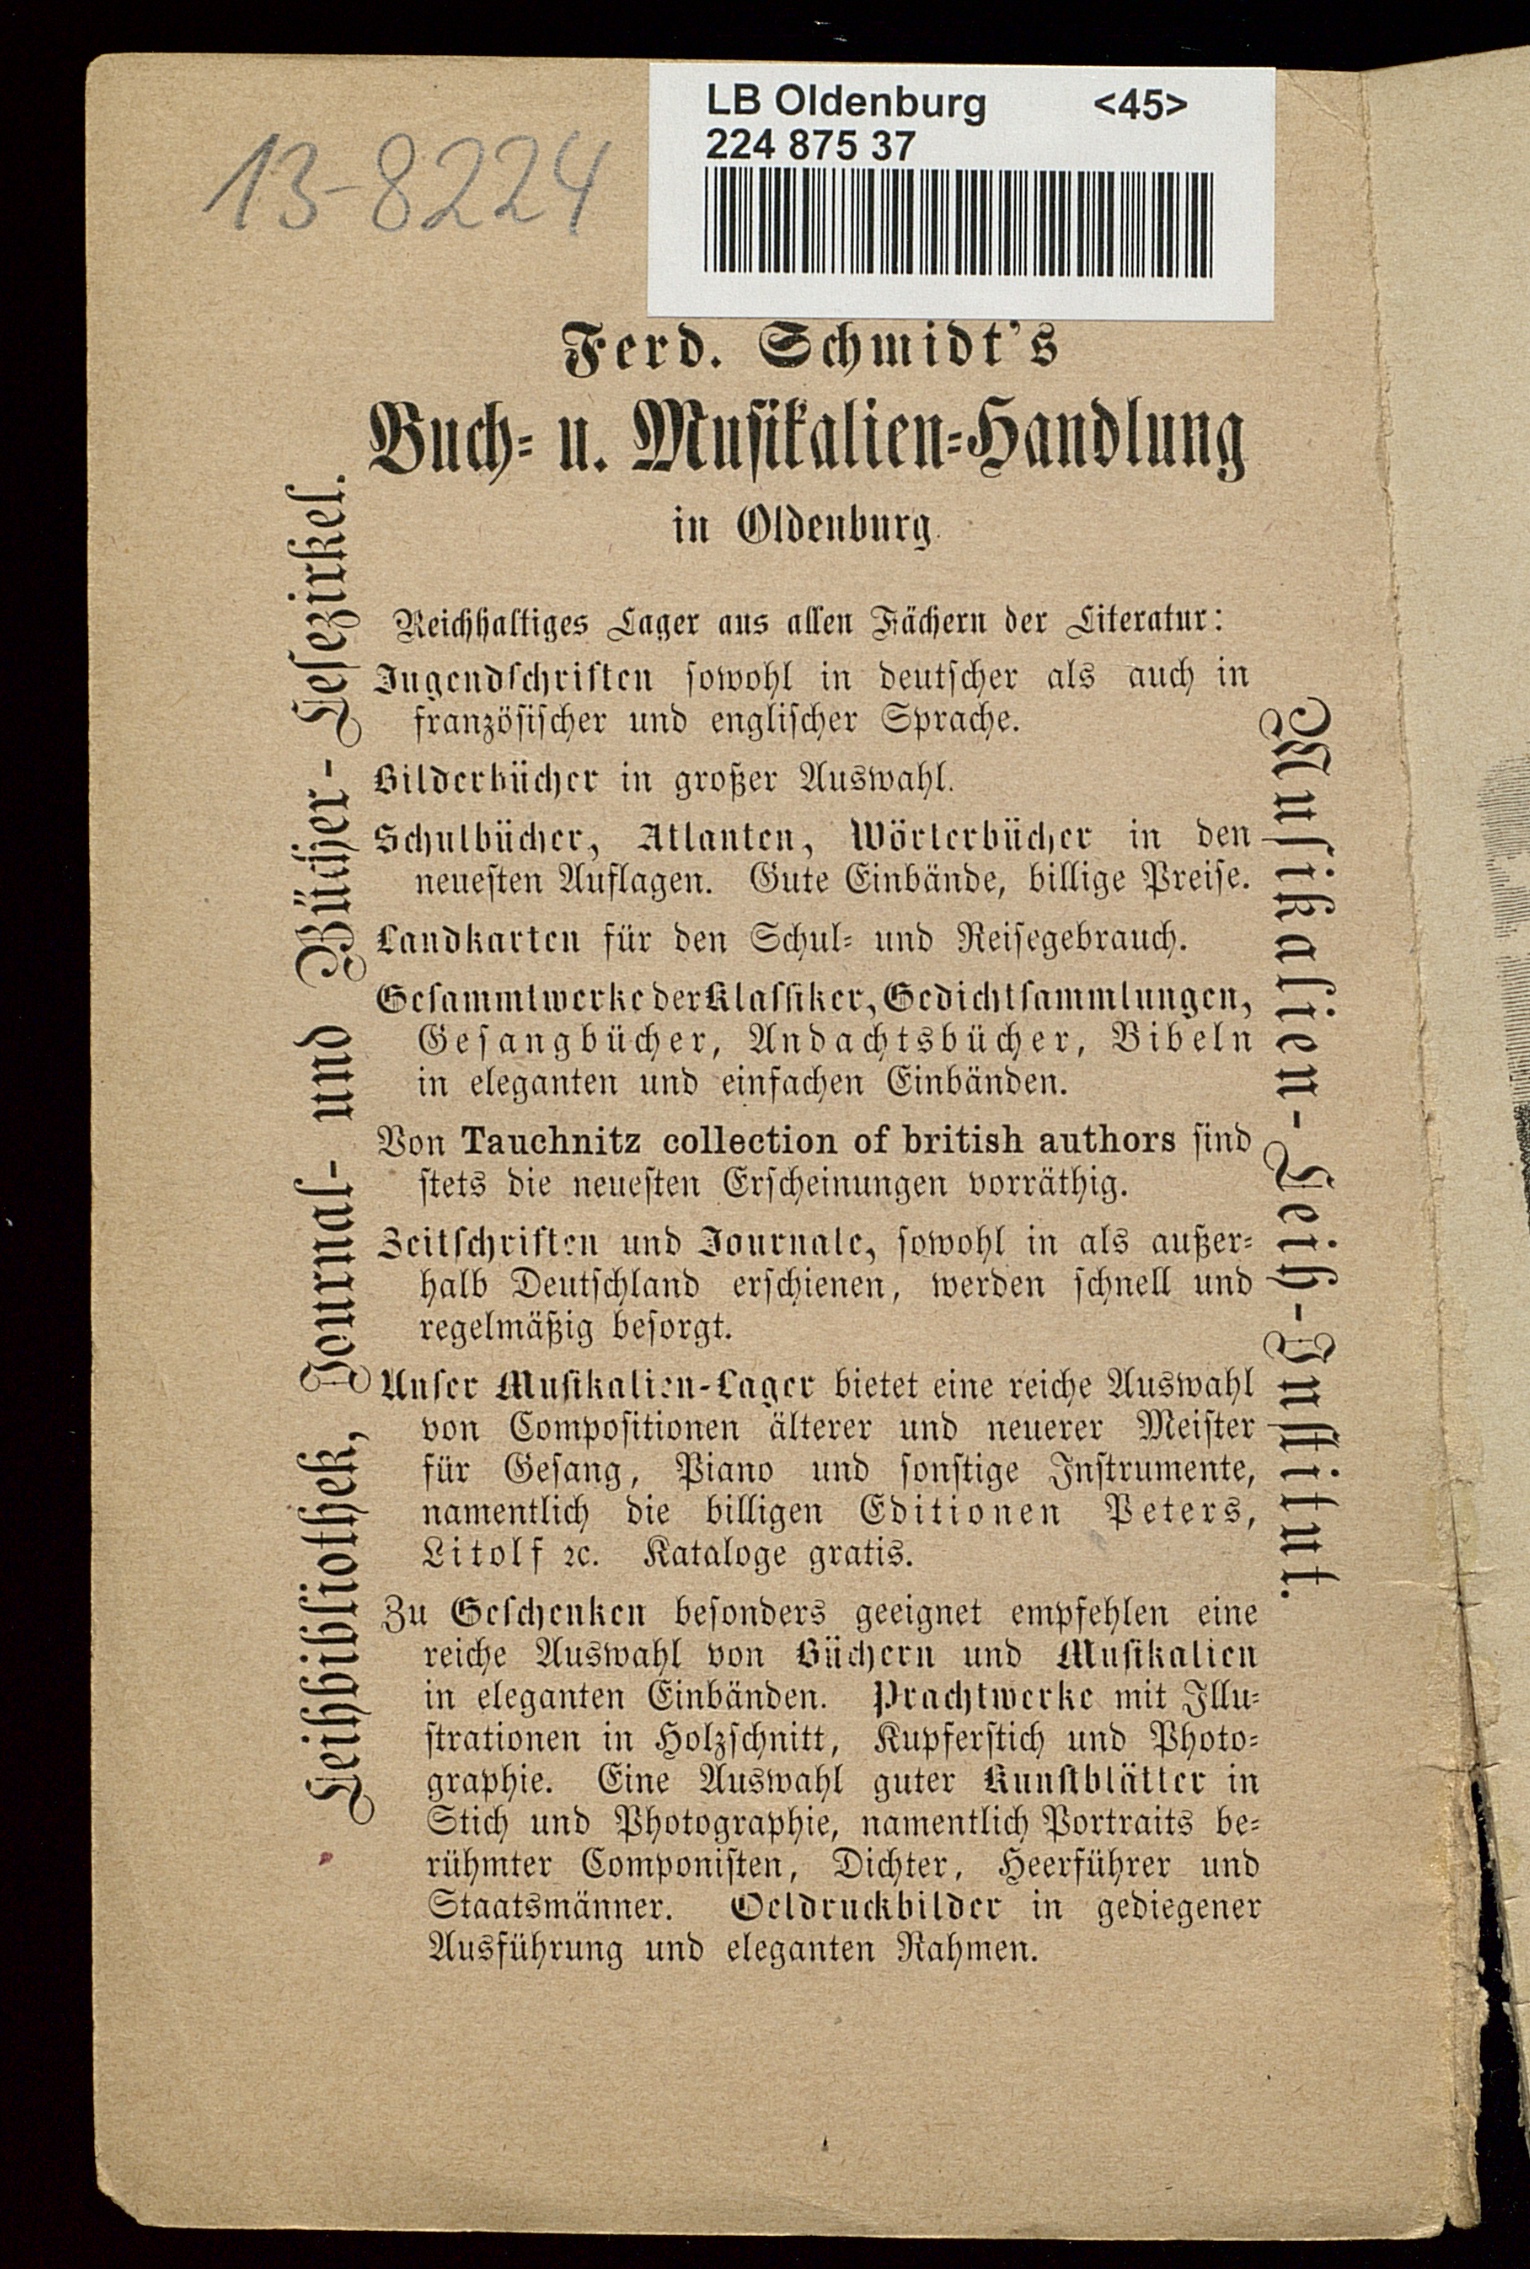 13-8224
LB Oldenburg <45>
224 875 37
Ferd. Schmidt's
Buch- u. Musikalien-Handlung
in Oldenburg.
Reichhaltiges Lager aus allen Fächern der Literatur:
Jugendschriften sowohl in deutscher als auch in
französischer und englischer Sprache.
Bilderbücher in großer Auswahl.
Schulbücher, Atlanten, Wörterbücher in den
neuesten Auflagen. Gute Einbände, billige Preise.
Landkarten für den Schul- und Reisegebrauch.
Gesammtwerke der Klassiker, Gedichtsammlungen,
Gesangbücher, Andachtsbücher, Bibeln
in eleganten und einfachen Einbänden.
Von Tauchnitz collection of british authors sind
stets die neuesten Erscheinungen vorräthig.
Zeitschriften und Journale, sowohl in als außer-
halb Deutschland erschienen, werden schnell und
regelmäßig besorgt.
Unser Musikalien-Lager bietet eine reiche Auswahl
von Compositionen älterer und neuerer Meister
für Gesang, Piano und sonstige Instrumente,
namentlich die billigen Editionen Peters,
Litolf ꝛc. Kataloge gratis.
Zu Geschenken besonders geeignet empfehlen eine
reiche Auswahl von Büchern und Musikalien
in eleganten Einbänden. Prachtwerke mit Illu-
strationen in Holzschnitt, Kupferstich und Photo-
graphie. Eine Auswahl guter Kunstblätter in
Stich und Photographie, namentlich Portraits be-
rühmter Componisten, Dichter, Heerführer und
Staatsmänner. Oeldruckbilder in gediegener
Ausführung und eleganten Rahmen.
Leihbibliothek, Journal- und Bücher-Lesezirkel.
Musikalien-Leih-Institut.